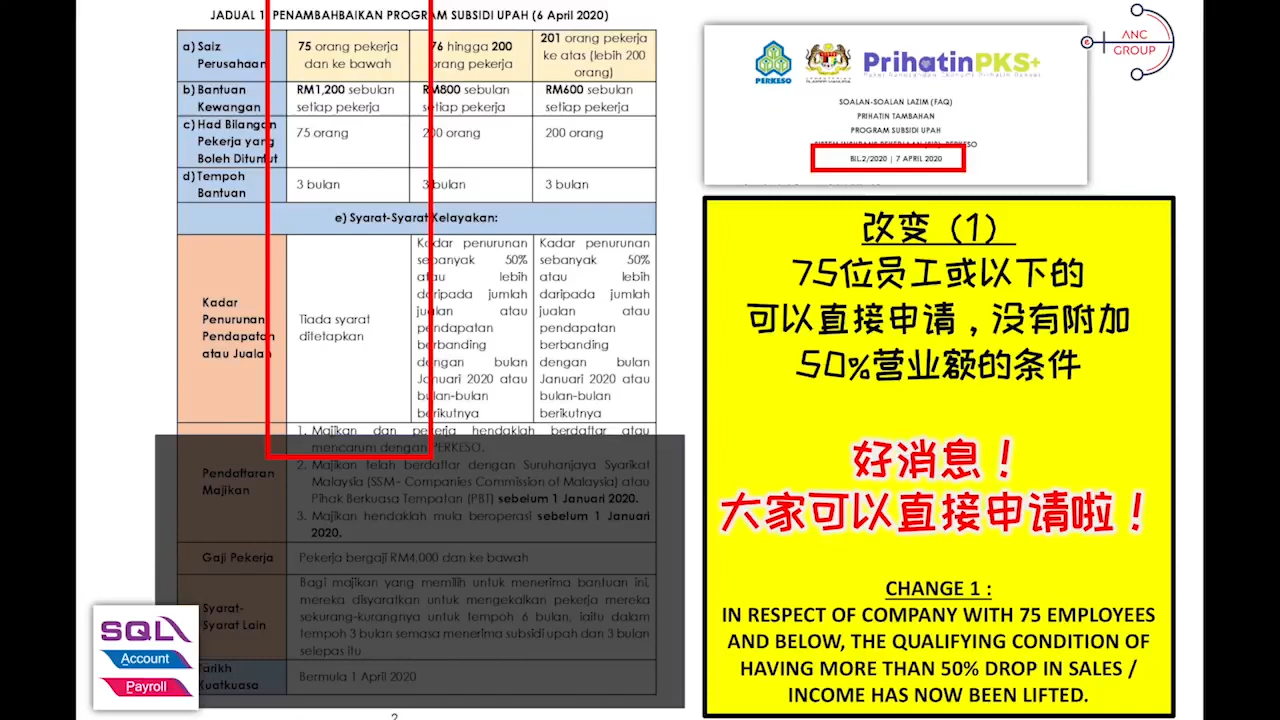 JADUAL 1: PENAMBAHBAIKAN PROGRAM SUBSIDI UPAH (6 April 2020)
a) Saiz Perusahaan
75 orang pekerja dan ke bawah
76 hingga 200 orang pekerja
201 orang pekerja ke atas (lebih 200 orang)
b) Bantuan Kewangan
RM1,200 sebulan setiap pekerja
RM800 sebulan setiap pekerja
RM600 sebulan setiap pekerja
c) Had Bilangan Pekerja yang Boleh Dituntut
75 orang
200 orang
200 orang
d) Tempoh Bantuan
3 bulan
3 bulan
3 bulan
e) Syarat-Syarat Kelayakan:
Kadar Penurunan Pendapatan atau Jualan
Tiada syarat ditetapkan
Kadar penurunan sebanyak 50% atau lebih daripada jumlah jualan atau pendapatan berbanding dengan bulan Januari 2020 atau bulan-bulan berikutnya
Kadar penurunan sebanyak 50% atau lebih daripada jumlah jualan atau pendapatan berbanding dengan bulan Januari 2020 atau bulan-bulan berikutnya
Pendaftaran Majikan
1. Majikan dan pekerja hendaklah berdaftar atau mencarum dengan PERKESO.
2. Majikan telah berdaftar dengan Suruhanjaya Syarikat Malaysia (SSM- Companies Commission of Malaysia) atau Pihak Berkuasa Tempatan (PBT) sebelum 1 Januari 2020.
3. Majikan hendaklah mula beroperasi sebelum 1 Januari 2020.
Gaji Pekerja
Pekerja bergaji RM4,000 dan ke bawah
Syarat-Syarat Lain
Bagi majikan yang memilih untuk menerima bantuan ini, mereka disyaratkan untuk mengekalkan pekerja mereka sekurang-kurangnya untuk tempoh 6 bulan, iaitu dalam tempoh 3 bulan semasa menerima subsidi upah dan 3 bulan selepas itu
Tarikh Kuatkuasa
Bermula 1 April 2020
2
SQL
Account
Payroll
PERKESO
PrihatinPKS+
SOALAN-SOALAN LAZIM (FAQ)
PRIHATIN TAMBAHAN
PROGRAM SUBSIDI UPAH
BIL.2/2020 | 7 APRIL 2020
ANC
GROUP
改变（1）
75位员工或以下的
可以直接申请，没有附加
50%营业额的条件
好消息！
大家可以直接申请啦！
CHANGE 1 :
IN RESPECT OF COMPANY WITH 75 EMPLOYEES
AND BELOW, THE QUALIFYING CONDITION OF
HAVING MORE THAN 50% DROP IN SALES /
INCOME HAS NOW BEEN LIFTED.